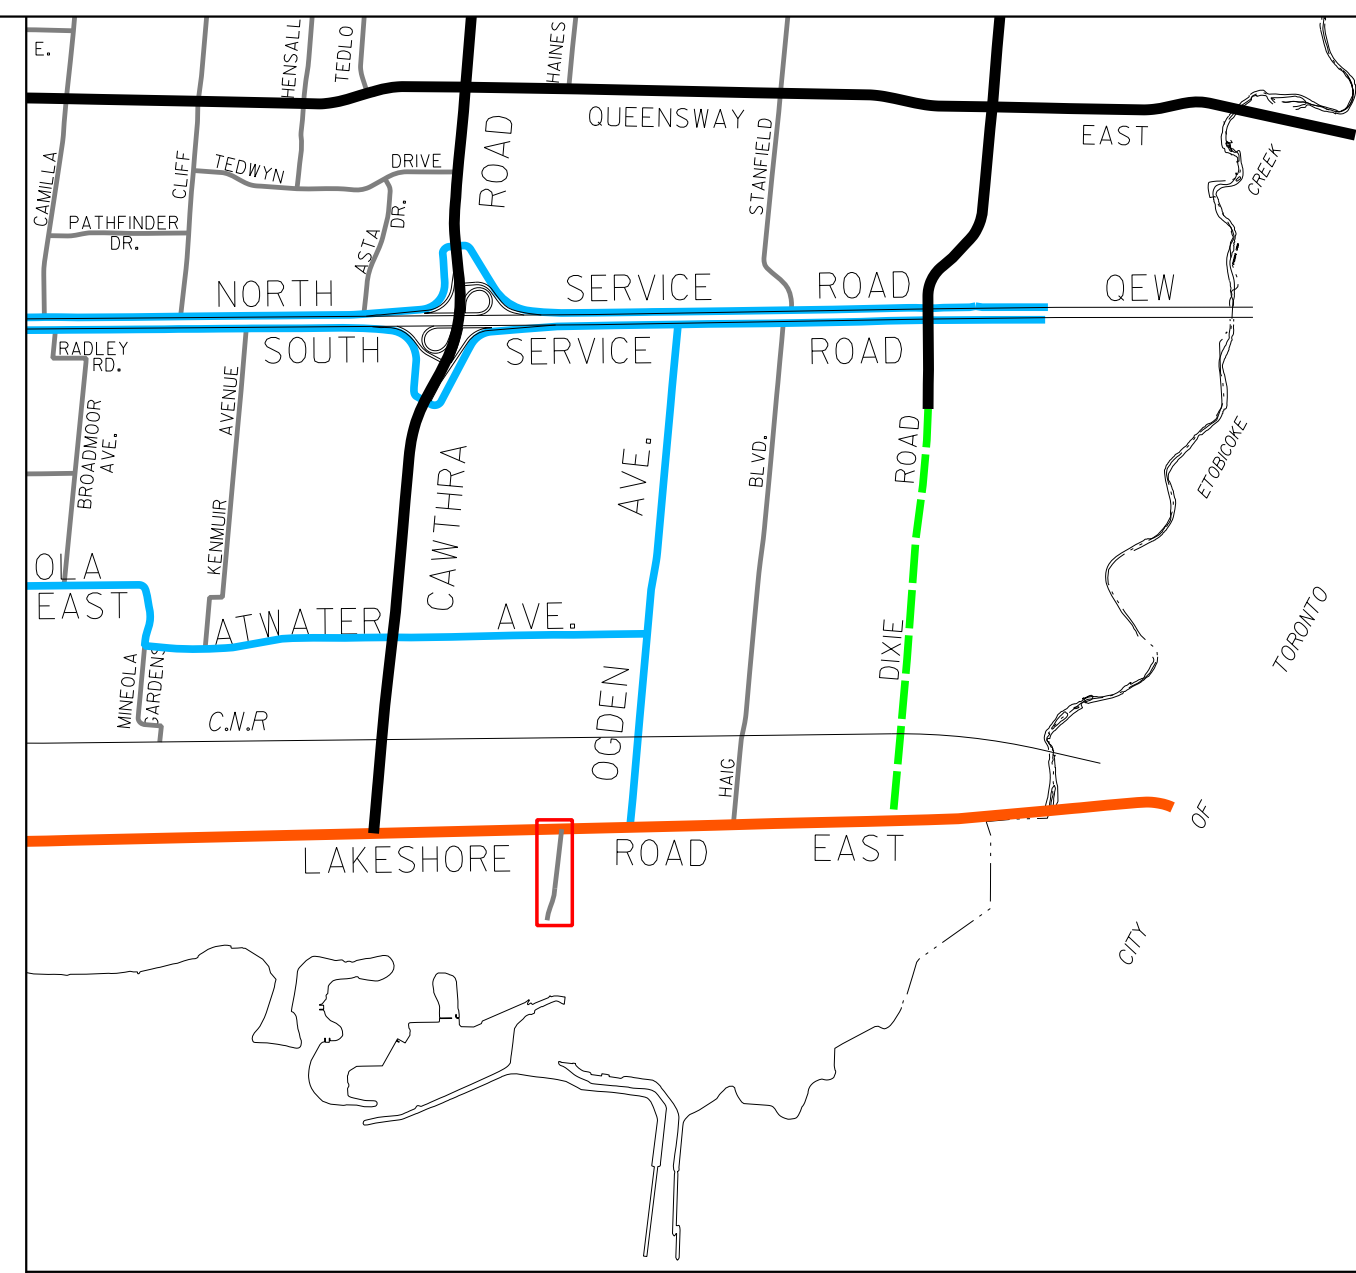 E.
HENSALL
TEDLO
HAINES
QUEENSWAY
EAST
CAMILLA
CLIFF
TEDWYN
DRIVE
ROAD
STANFIELD
CREEK
PATHFINDER
DR.
ASTA
DR.
NORTH
SERVICE
ROAD
QEW
RADLEY
RD.
SOUTH
SERVICE
ROAD
BROADMOOR
AVE.
AVENUE
KENMUIR
CAWTHRA
AVE.
BLVD.
ROAD
ETOBICOKE
OLA
EAST
ATWATER
AVE.
DIXIE
TORONTO
MINEOLA
GARDENS
C.N.R
OGDEN
HAIG
LAKESHORE
ROAD
EAST
OF
CITY